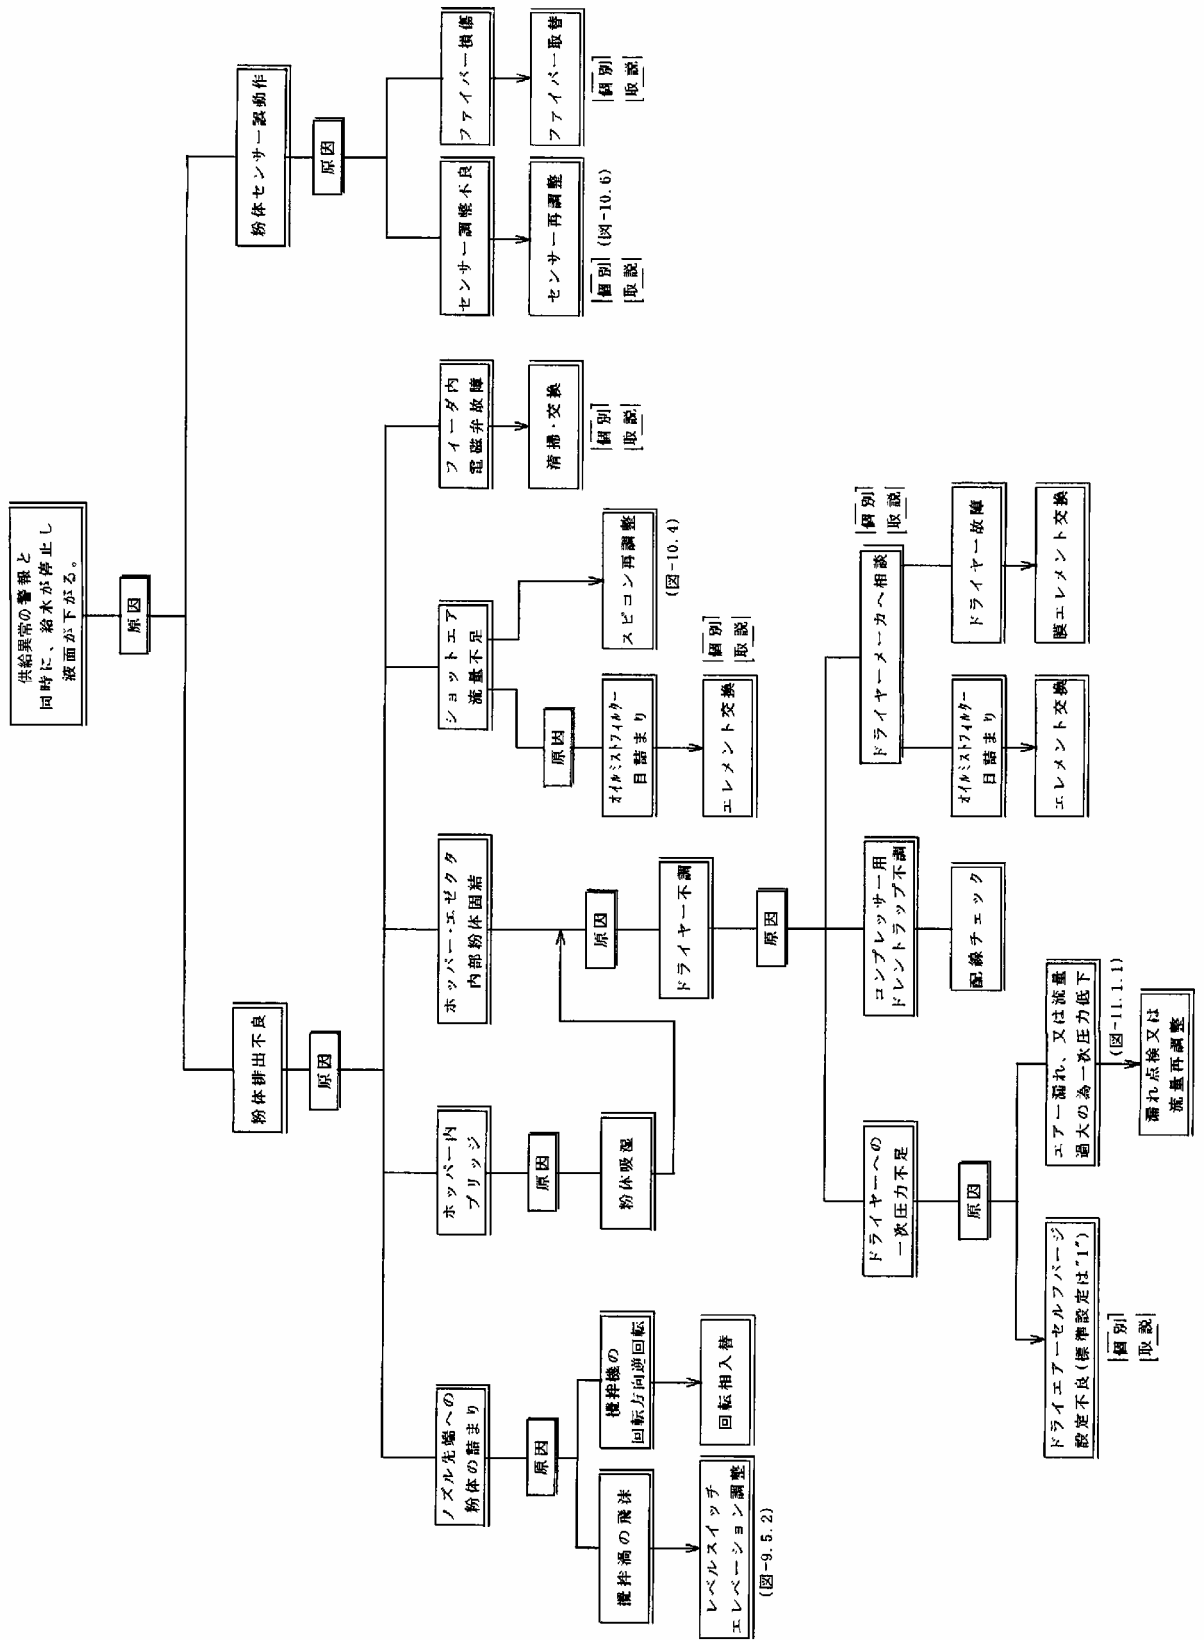 供給異常の警報と
同時に、給水が停止し
液面が下がる。
原因
粉体排出不良
原因
ノズル先端への
粉体の詰まり
原因
攪拌渦の飛沫
レベルスイッチ
エレベーション調整
(図-9.5.2)
攪拌機の
回転方向逆回転
回転相入替
ホッパー内
ブリッジ
原因
粉体吸湿
ホッパー・エゼクタ
内部粉体固結
原因
ドライヤー不調
原因
ドライヤーへの
一次圧力不足
原因
ドライエアーセルフパージ
設定不良(標準設定は"1")
個別
取説
エアー漏れ、又は流量
過大の為一次圧力低下
(図-11.1.1)
漏れ点検又は
流量再調整
コンプレッサー用
ドレントラップ不調
配線チェック
ドライヤーメーカへ相談
個別
取説
オイルミストフィルター
目詰まり
エレメント交換
ドライヤー故障
膜エレメント交換
ショットエア
流量不足
原因
オイルミストフィルター
目詰まり
エレメント交換
個別
取説
スピコン再調整
(図-10.4)
フィーダ内
電磁弁故障
清掃・交換
個別
取説
粉体センサー誤動作
原因
センサー調整不良
センサー再調整
個別 (図-10.6)
取説
ファイバー損傷
ファイバー取替
個別
取説